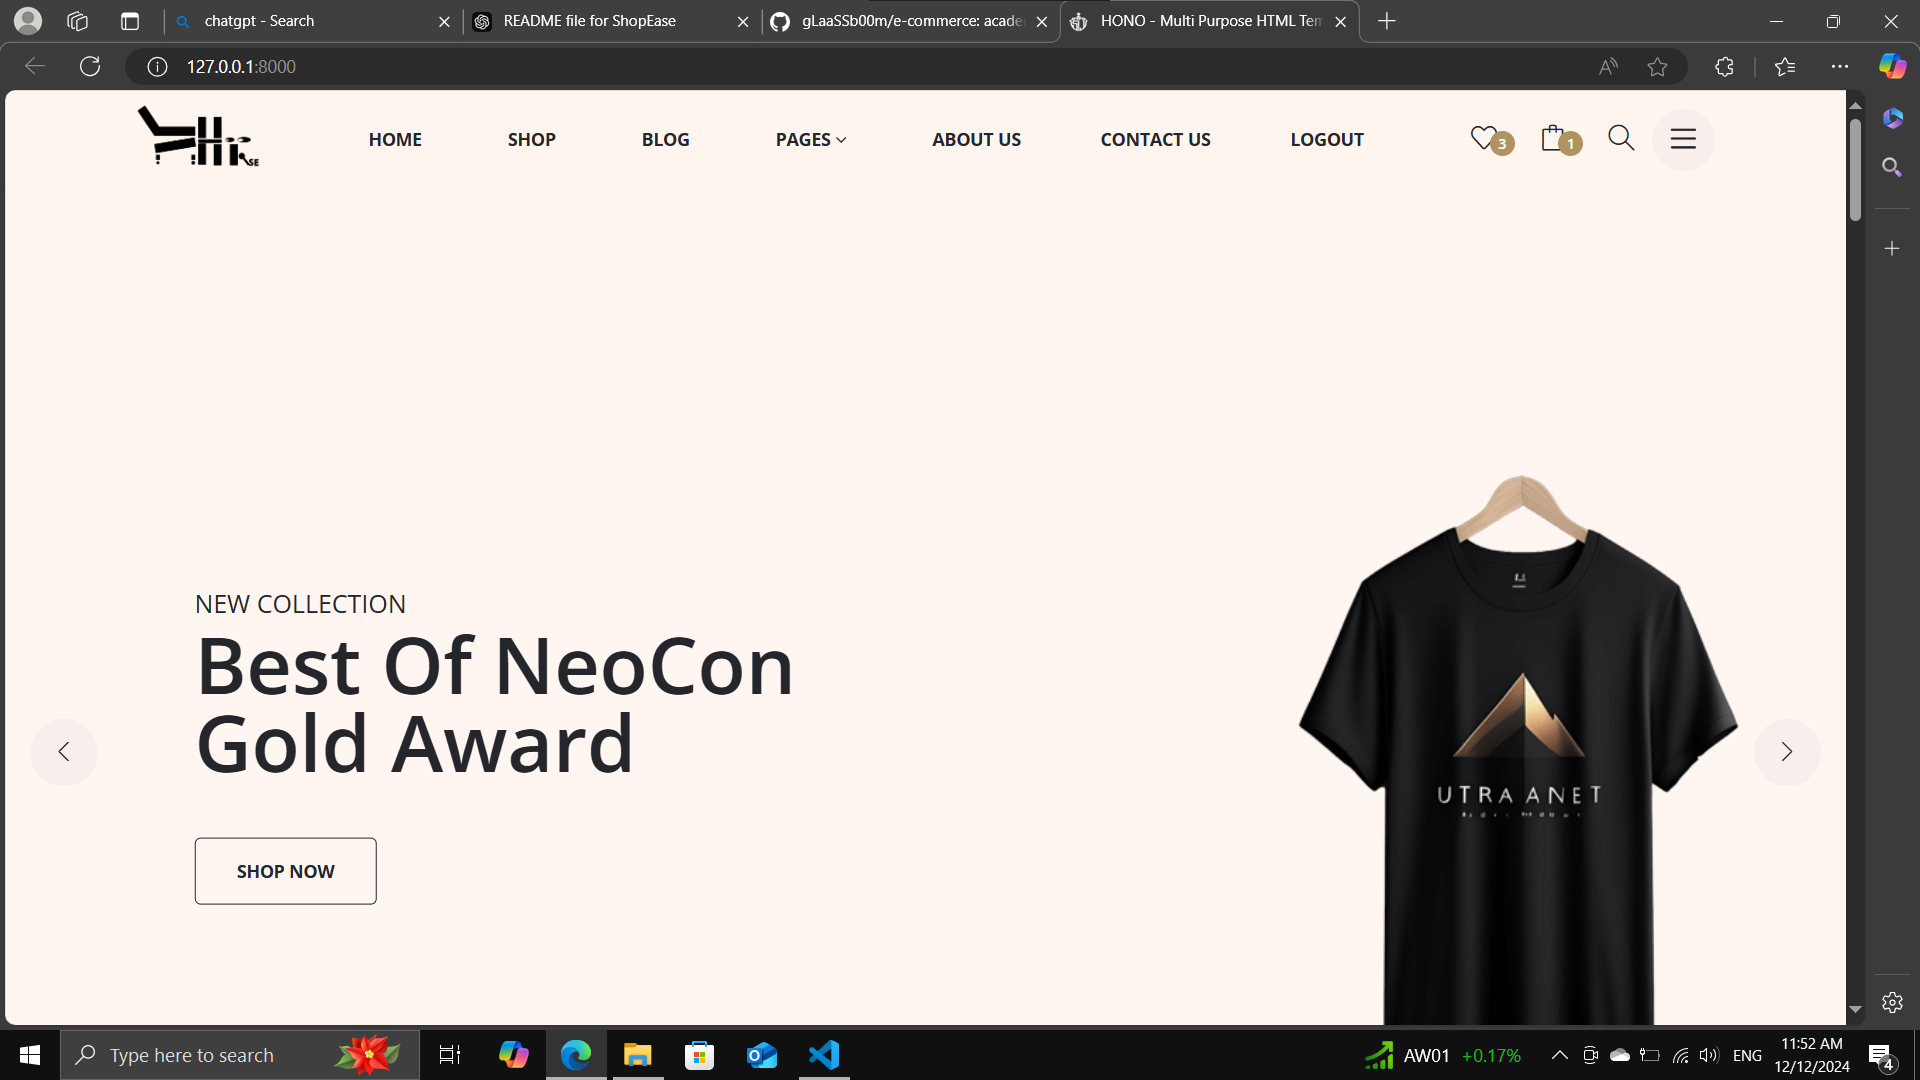 chatgpt - Search
README file for ShopEase
gLaaSSb00m/e-commerce: acade
HONO - Multi Purpose HTML Tem
127.0.0.1:8000
SE
HOME
SHOP
BLOG
PAGES
ABOUT US
CONTACT US
LOGOUT
3
1
NEW COLLECTION
Best Of NeoCon
Gold Award
SHOP NOW
UTRA ANET
Type here to search
AW01 +0.17%
ENG
11:52 AM
12/12/2024
4